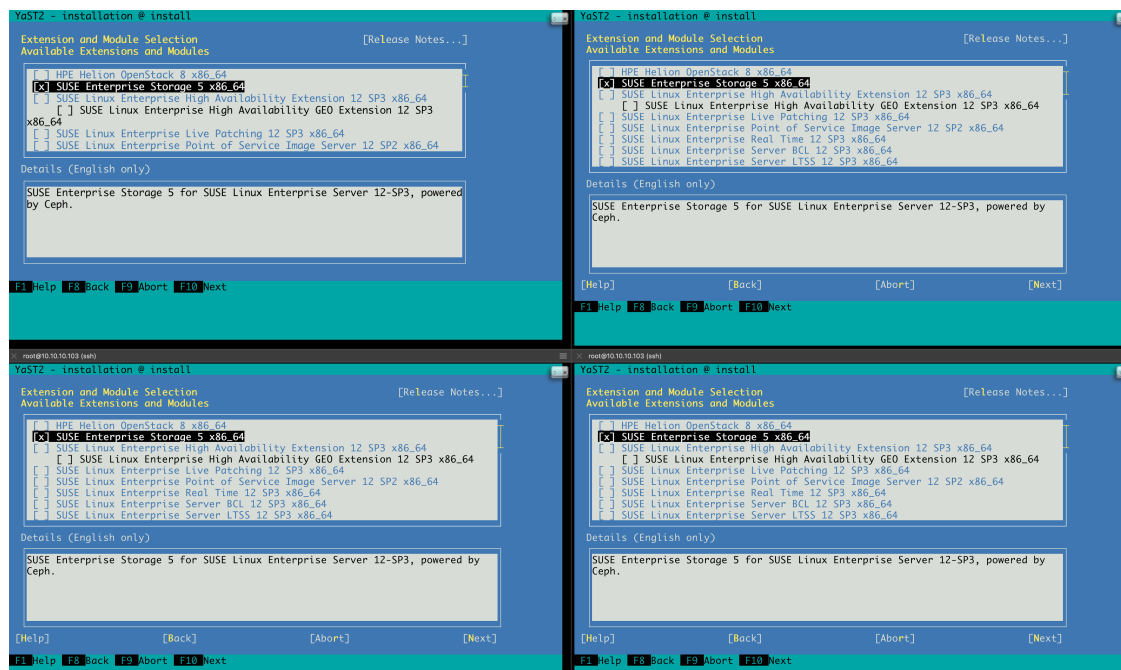 YaST2 - installation @ install
Extension and Module Selection [Release Notes...]
Available Extensions and Modules
[ ] HPE Helion OpenStack 8 x86_64
[x] SUSE Enterprise Storage 5 x86_64
[ ] SUSE Linux Enterprise High Availability Extension 12 SP3 x86_64
[ ] SUSE Linux Enterprise High Availability GEO Extension 12 SP3
x86_64
[ ] SUSE Linux Enterprise Live Patching 12 SP3 x86_64
[ ] SUSE Linux Enterprise Point of Service Image Server 12 SP2 x86_64
Details (English only)
SUSE Enterprise Storage 5 for SUSE Linux Enterprise Server 12-SP3, powered
by Ceph.
F1 Help F8 Back F9 Abort F10 Next
YaST2 - installation @ install
Extension and Module Selection [Release Notes...]
Available Extensions and Modules
[ ] HPE Helion OpenStack 8 x86_64
[x] SUSE Enterprise Storage 5 x86_64
[ ] SUSE Linux Enterprise High Availability Extension 12 SP3 x86_64
[ ] SUSE Linux Enterprise High Availability GEO Extension 12 SP3 x86_64
[ ] SUSE Linux Enterprise Live Patching 12 SP3 x86_64
[ ] SUSE Linux Enterprise Point of Service Image Server 12 SP2 x86_64
[ ] SUSE Linux Enterprise Real Time 12 SP3 x86_64
[ ] SUSE Linux Enterprise Server BCL 12 SP3 x86_64
[ ] SUSE Linux Enterprise Server LTSS 12 SP3 x86_64
Details (English only)
SUSE Enterprise Storage 5 for SUSE Linux Enterprise Server 12-SP3, powered by
Ceph.
[Help] [Back] [Abort] [Next]
F1 Help F8 Back F9 Abort F10 Next
root@10.10.10.103 (ssh)
YaST2 - installation @ install
Extension and Module Selection [Release Notes...]
Available Extensions and Modules
[ ] HPE Helion OpenStack 8 x86_64
[x] SUSE Enterprise Storage 5 x86_64
[ ] SUSE Linux Enterprise High Availability Extension 12 SP3 x86_64
[ ] SUSE Linux Enterprise High Availability GEO Extension 12 SP3 x86_64
[ ] SUSE Linux Enterprise Live Patching 12 SP3 x86_64
[ ] SUSE Linux Enterprise Point of Service Image Server 12 SP2 x86_64
[ ] SUSE Linux Enterprise Real Time 12 SP3 x86_64
[ ] SUSE Linux Enterprise Server BCL 12 SP3 x86_64
[ ] SUSE Linux Enterprise Server LTSS 12 SP3 x86_64
Details (English only)
SUSE Enterprise Storage 5 for SUSE Linux Enterprise Server 12-SP3, powered by
Ceph.
[Help] [Back] [Abort] [Next]
F1 Help F8 Back F9 Abort F10 Next
root@10.10.10.103 (ssh)
YaST2 - installation @ install
Extension and Module Selection [Release Notes...]
Available Extensions and Modules
[ ] HPE Helion OpenStack 8 x86_64
[x] SUSE Enterprise Storage 5 x86_64
[ ] SUSE Linux Enterprise High Availability Extension 12 SP3 x86_64
[ ] SUSE Linux Enterprise High Availability GEO Extension 12 SP3 x86_64
[ ] SUSE Linux Enterprise Live Patching 12 SP3 x86_64
[ ] SUSE Linux Enterprise Point of Service Image Server 12 SP2 x86_64
[ ] SUSE Linux Enterprise Real Time 12 SP3 x86_64
[ ] SUSE Linux Enterprise Server BCL 12 SP3 x86_64
[ ] SUSE Linux Enterprise Server LTSS 12 SP3 x86_64
Details (English only)
SUSE Enterprise Storage 5 for SUSE Linux Enterprise Server 12-SP3, powered by
Ceph.
[Help] [Back] [Abort] [Next]
F1 Help F8 Back F9 Abort F10 Next